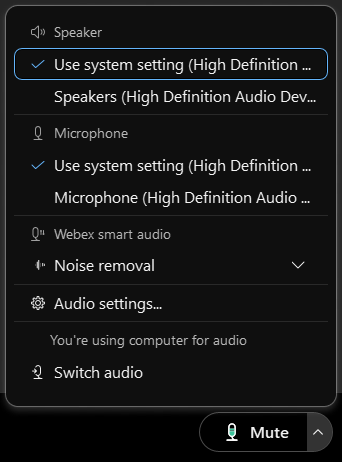 Speaker
Use system setting (High Definition ...
Speakers (High Definition Audio Dev...
Microphone
Use system setting (High Definition ...
Microphone (High Definition Audio ...
Webex smart audio
Noise removal
Audio settings...
You're using computer for audio
Switch audio
Mute